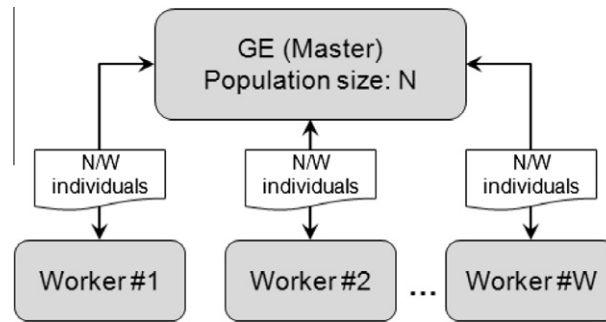 GE (Master)
Population size: N
N/W
individuals
N/W
individuals
N/W
individuals
Worker #1
Worker #2
...
Worker #W